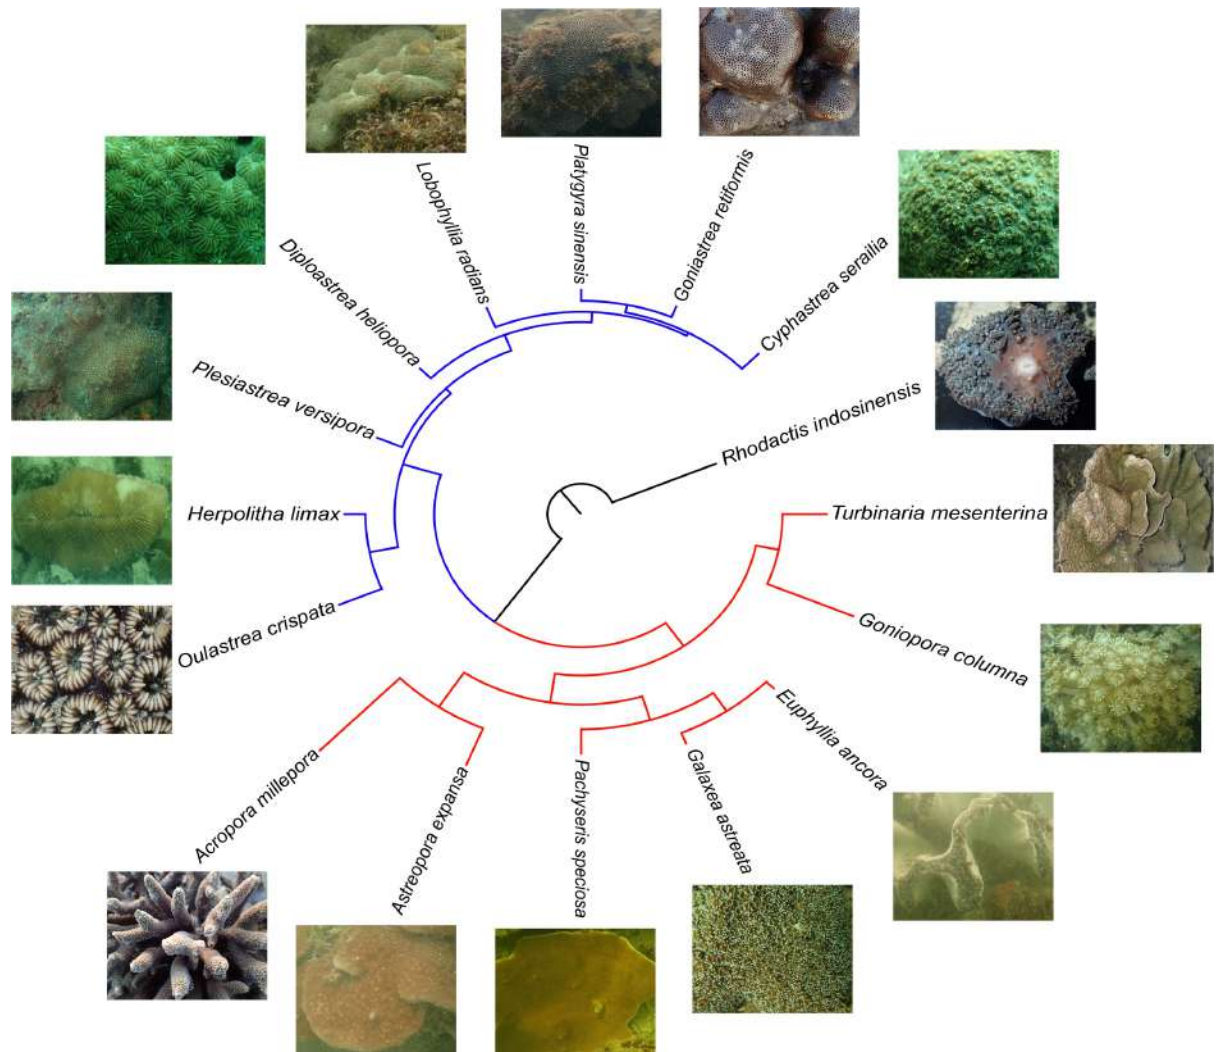 Platygyra sinensis
Goniastrea retiformis
Lobophyllia radians
Cyphastrea serailia
Diploastrea heliopora
Plesiastrea versipora
Rhodactis indosinensis
Herpolitha limax
Turbinaria mesenterina
Oulastrea crispata
Goniopora columna
Euphyllia ancora
Acropora millepora
Astreopora expansa
Pachyseris speciosa
Galaxea astreata